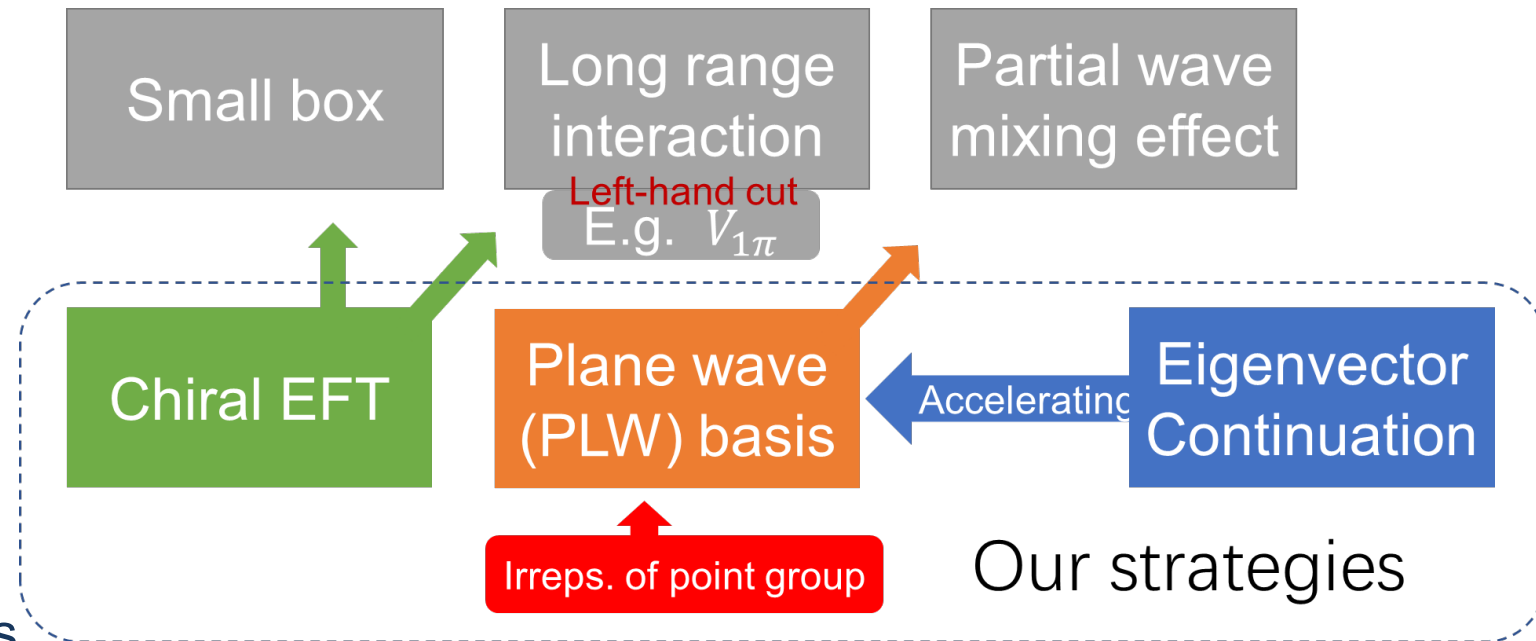 Small box
Long range
interaction
Left-hand cut
E.g. V1π
Partial wave
mixing effect
Chiral EFT
Plane wave
(PLW) basis
Accelerating
Eigenvector
Continuation
Irreps. of point group
Our strategies